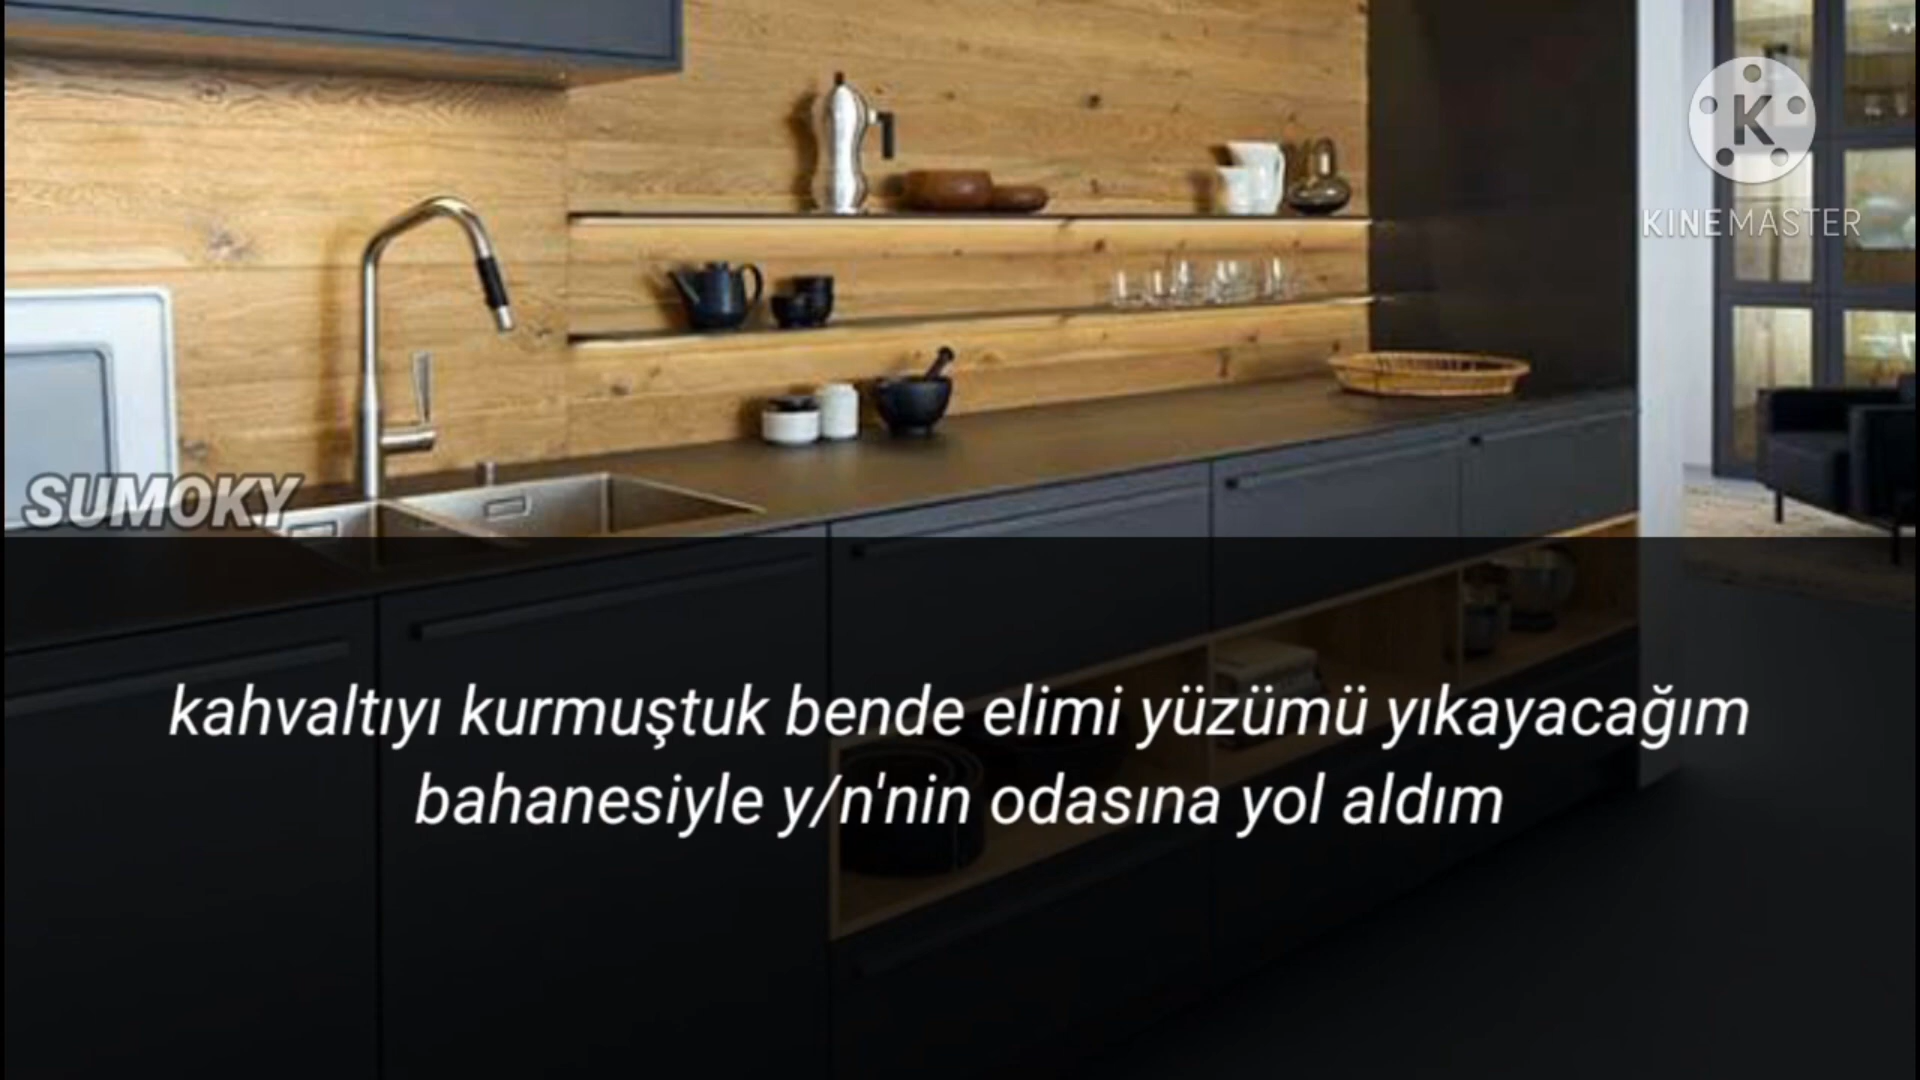 K
KINEMASTER
SUMOKY
kahvaltıyı kurmuştuk bende elimi yüzümü yıkayacağım
bahanesiyle y/n'nin odasına yol aldım